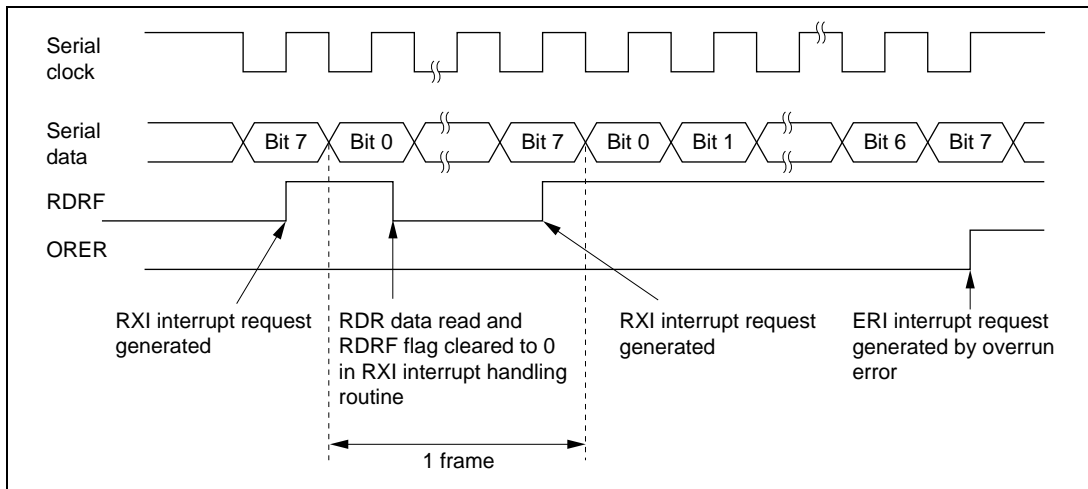 Serial
clock
Serial
data
Bit 7
Bit 0
Bit 7
Bit 0
Bit 1
Bit 6
Bit 7
RDRF
ORER
RXI interrupt request
generated
RDR data read and
RDRF flag cleared to 0
in RXI interrupt handling
routine
RXI interrupt request
generated
ERI interrupt request
generated by overrun
error
1 frame